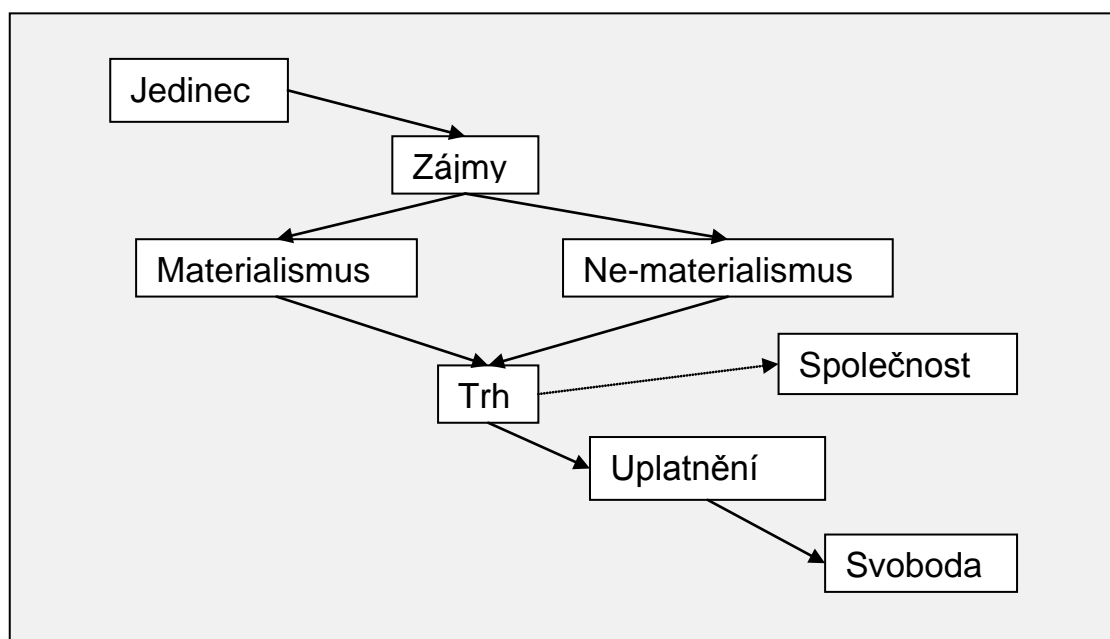 Jedinec
Zájmy
Materialismus
Ne-materialismus
Společnost
Trh
Uplatnění
Svoboda